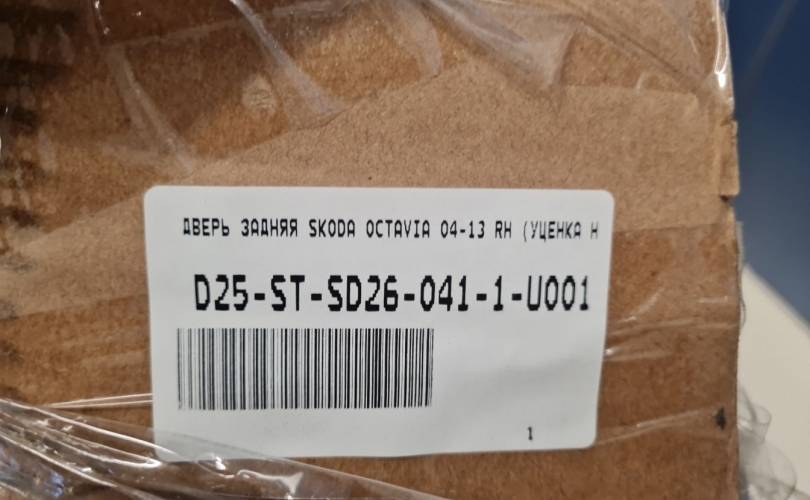 ДВЕРЬ ЗАДНЯЯ SKODA OCTAVIA 04-13 RH (УЦЕНКА Н
D25-ST-SD26-041-1-U001
1